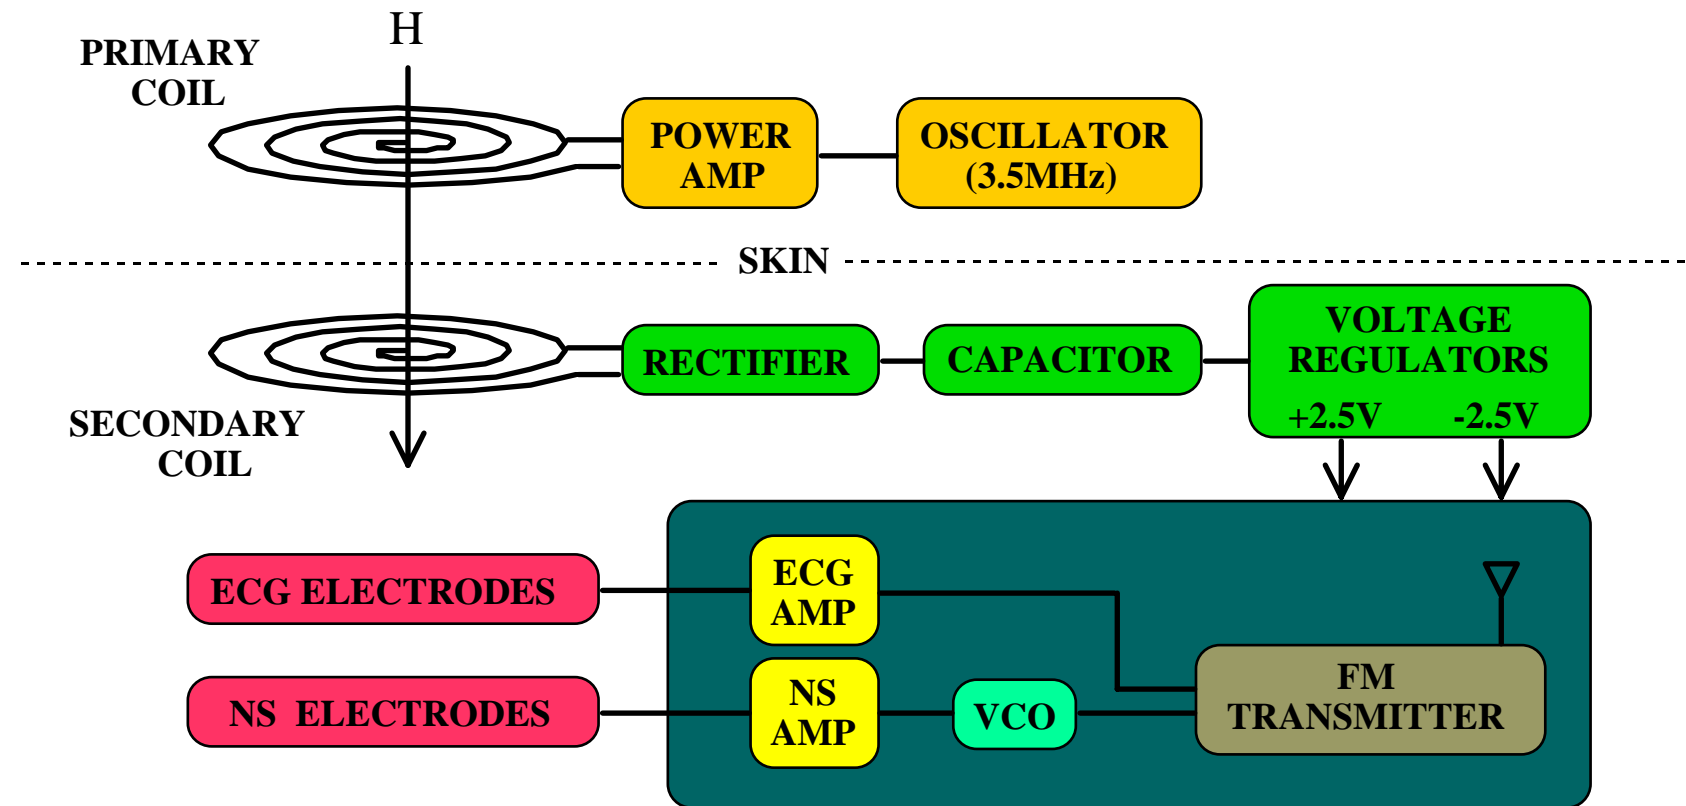 H
PRIMARY
COIL
POWER
AMP
OSCILLATOR
(3.5MHz)
SKIN
SECONDARY
COIL
RECTIFIER
CAPACITOR
VOLTAGE
REGULATORS
+2.5V -2.5V
ECG ELECTRODES
ECG
AMP
NS ELECTRODES
NS
AMP
VCO
FM
TRANSMITTER